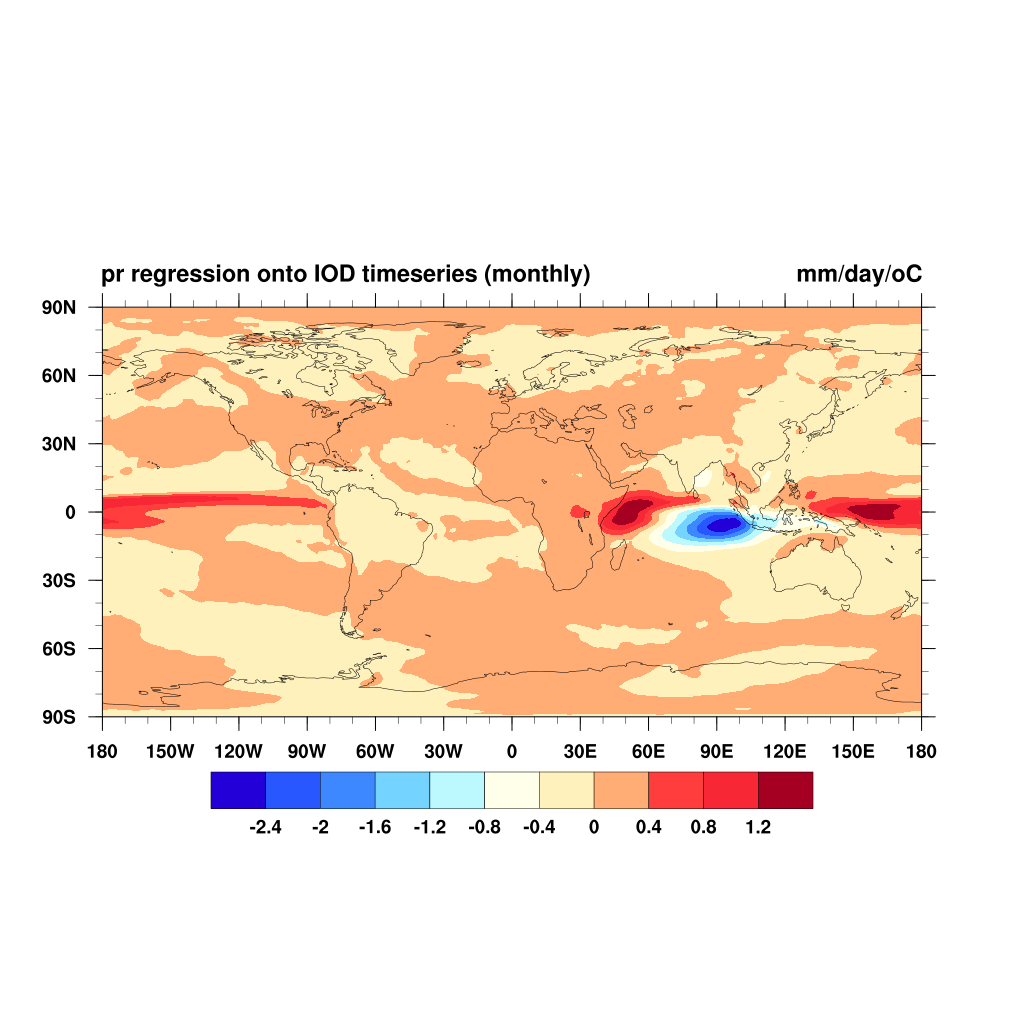 pr regression onto IOD timeseries (monthly) mm/day/oC
90N
60N
30N
0
30S
60S
90S
180 150W 120W 90W 60W 30W 0 30E 60E 90E 120E 150E 180
-2.4 -2 -1.6 -1.2 -0.8 -0.4 0 0.4 0.8 1.2